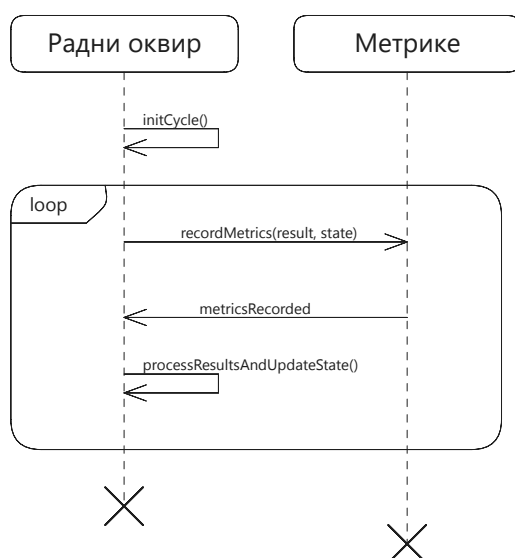 Радни оквир
Метрике
initCycle()
loop
recordMetrics(result, state)
metricsRecorded
processResultsAndUpdateState()